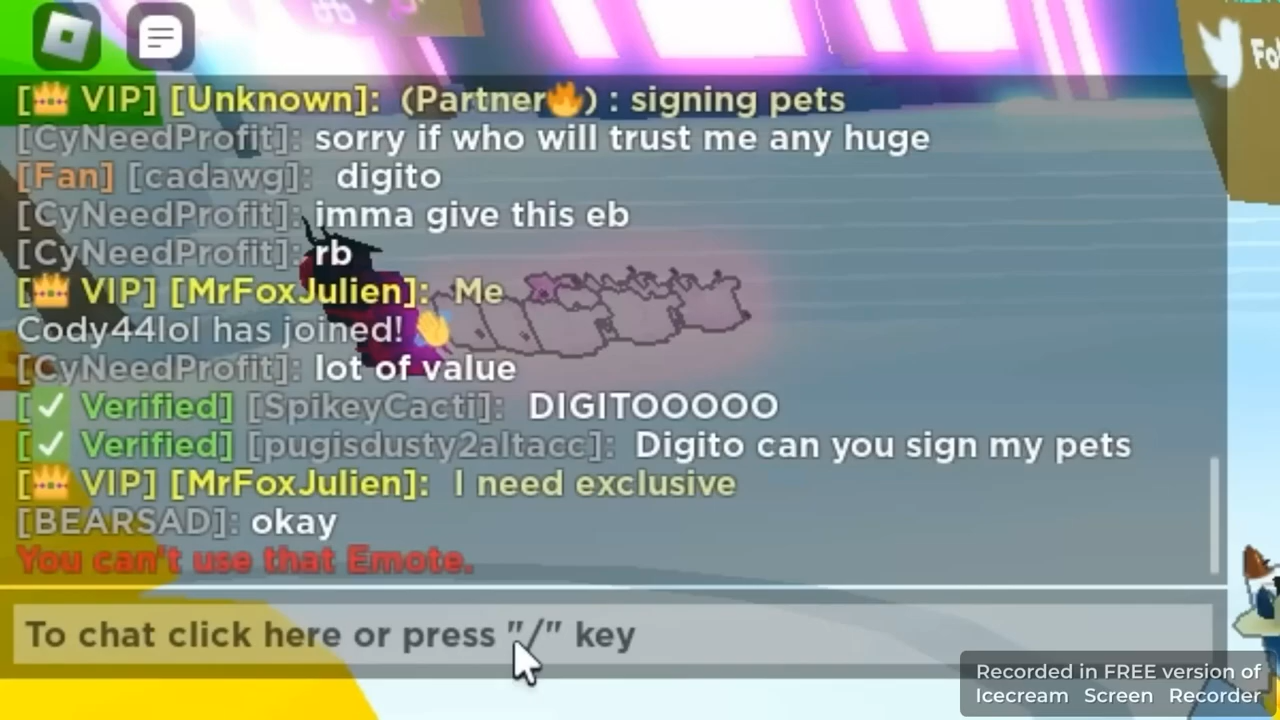 [👑 VIP] [Unknown]: (Partner🔥) : signing pets
[CyNeedProfit]: sorry if who will trust me any huge
[Fan] [cadawg]: digito
[CyNeedProfit]: imma give this eb
[CyNeedProfit]: rb
[👑 VIP] [MrFoxJulien]: Me
Cody44lol has joined! 👋
[CyNeedProfit]: lot of value
[✓ Verified] [SpikeyCacti]: DIGITOOOOO
[✓ Verified] [pugisdusty2altacc]: Digito can you sign my pets
[👑 VIP] [MrFoxJulien]: I need exclusive
[BEARSAD]: okay
You can't use that Emote.
To chat click here or press "/" key
Recorded in FREE version of
Icecream Screen Recorder